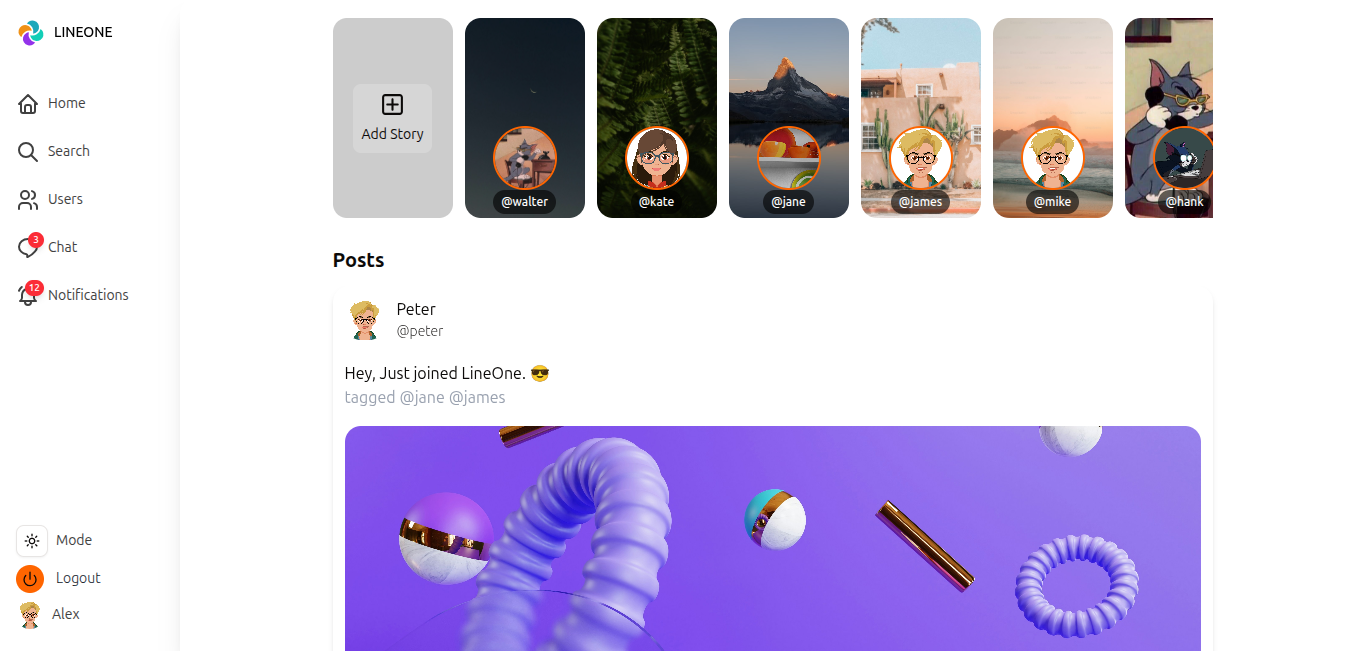 LINEONE
Home
Search
Users
3
Chat
12
Notifications
Mode
Logout
Alex
Add Story
@walter
@kate
@jane
@james
@mike
@hank
Posts
Peter
@peter
Hey, Just joined LineOne. 😎
tagged @jane @james